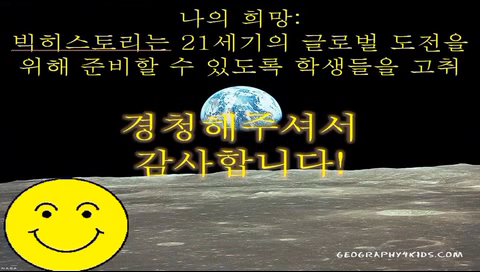 나의 희망:
빅히스토리는 21세기의 글로벌 도전을
위해 준비할 수 있도록 학생들을 고취
경청해주셔서
감사합니다!
GEOGRAPHY4KIDS.COM